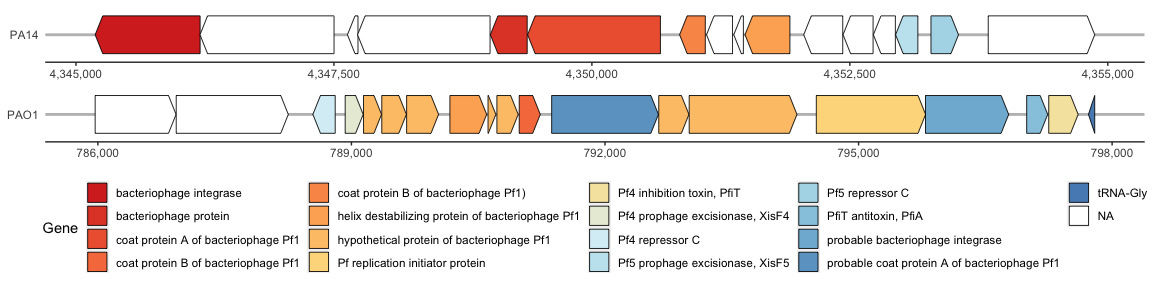 PA14
4,345,000 4,347,500 4,350,000 4,352,500 4,355,000
PAO1
786,000 789,000 792,000 795,000 798,000
Gene
bacteriophage integrase
bacteriophage protein
coat protein A of bacteriophage Pf1
coat protein B of bacteriophage Pf1
coat protein B of bacteriophage Pf1)
helix destabilizing protein of bacteriophage Pf1
hypothetical protein of bacteriophage Pf1
Pf replication initiator protein
Pf4 inhibition toxin, PfiT
Pf4 prophage excisionase, XisF4
Pf4 repressor C
Pf5 prophage excisionase, XisF5
Pf5 repressor C
PfiT antitoxin, PfiA
probable bacteriophage integrase
probable coat protein A of bacteriophage Pf1
tRNA-Gly
NA